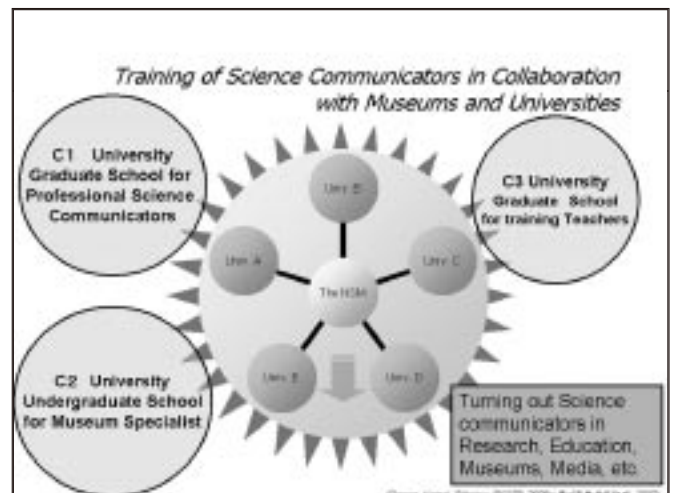 Training of Science Communicators in Collaboration
with Museums and Universities
C1 University
Graduate School for
Professional Science
Communicators
C3 University
Graduate School
for training Teachers
Univ. B
Univ. A
Univ. C
The NSM
Univ. E
Univ. D
C2 University
Undergraduate School
for Museum Specialist
Turning out Science
communicators in
Research, Education,
Museums, Media, etc.